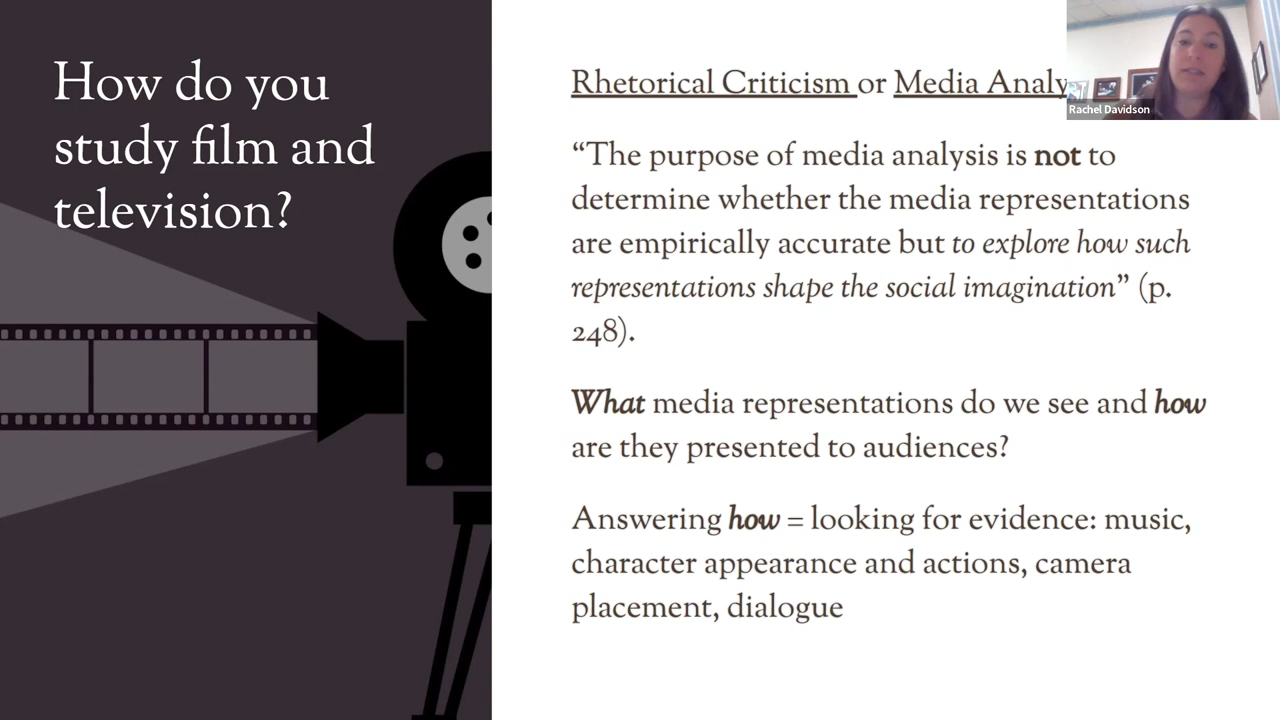 How do you
study film and
television?
Rhetorical Criticism or Media Analy
Rachel Davidson
“The purpose of media analysis is not to
determine whether the media representations
are empirically accurate but to explore how such
representations shape the social imagination” (p.
248).
What media representations do we see and how
are they presented to audiences?
Answering how = looking for evidence: music,
character appearance and actions, camera
placement, dialogue